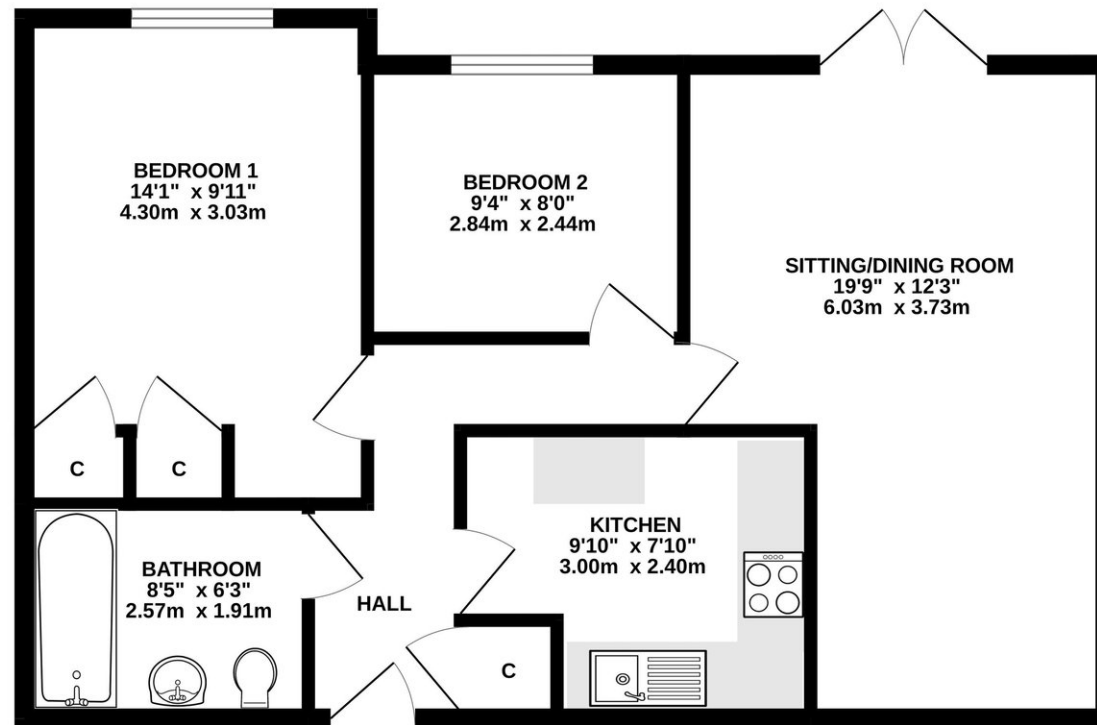 BEDROOM 1
14'1" x 9'11"
4.30m x 3.03m
BEDROOM 2
9'4" x 8'0"
2.84m x 2.44m
SITTING/DINING ROOM
19'9" x 12'3"
6.03m x 3.73m
C
C
KITCHEN
9'10" x 7'10"
3.00m x 2.40m
BATHROOM
8'5" x 6'3"
2.57m x 1.91m
HALL
C